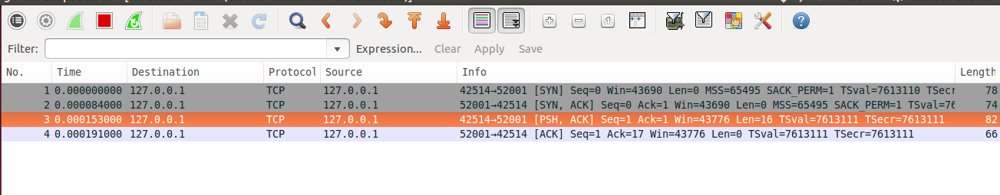 Filter: Expression... Clear Apply Save
No. Time Destination Protocol Source Info Length
1 0.000000000 127.0.0.1 TCP 127.0.0.1 42514→52001 [SYN] Seq=0 Win=43690 Len=0 MSS=65495 SACK_PERM=1 TSval=7613110 TSecr 78
2 0.000084000 127.0.0.1 TCP 127.0.0.1 52001→42514 [SYN, ACK] Seq=0 Ack=1 Win=43690 Len=0 MSS=65495 SACK_PERM=1 TSval=76 74
3 0.000153000 127.0.0.1 TCP 127.0.0.1 42514→52001 [PSH, ACK] Seq=1 Ack=1 Win=43776 Len=16 TSval=7613111 TSecr=7613111 82
4 0.000191000 127.0.0.1 TCP 127.0.0.1 52001→42514 [ACK] Seq=1 Ack=17 Win=43776 Len=0 TSval=7613111 TSecr=7613111 66